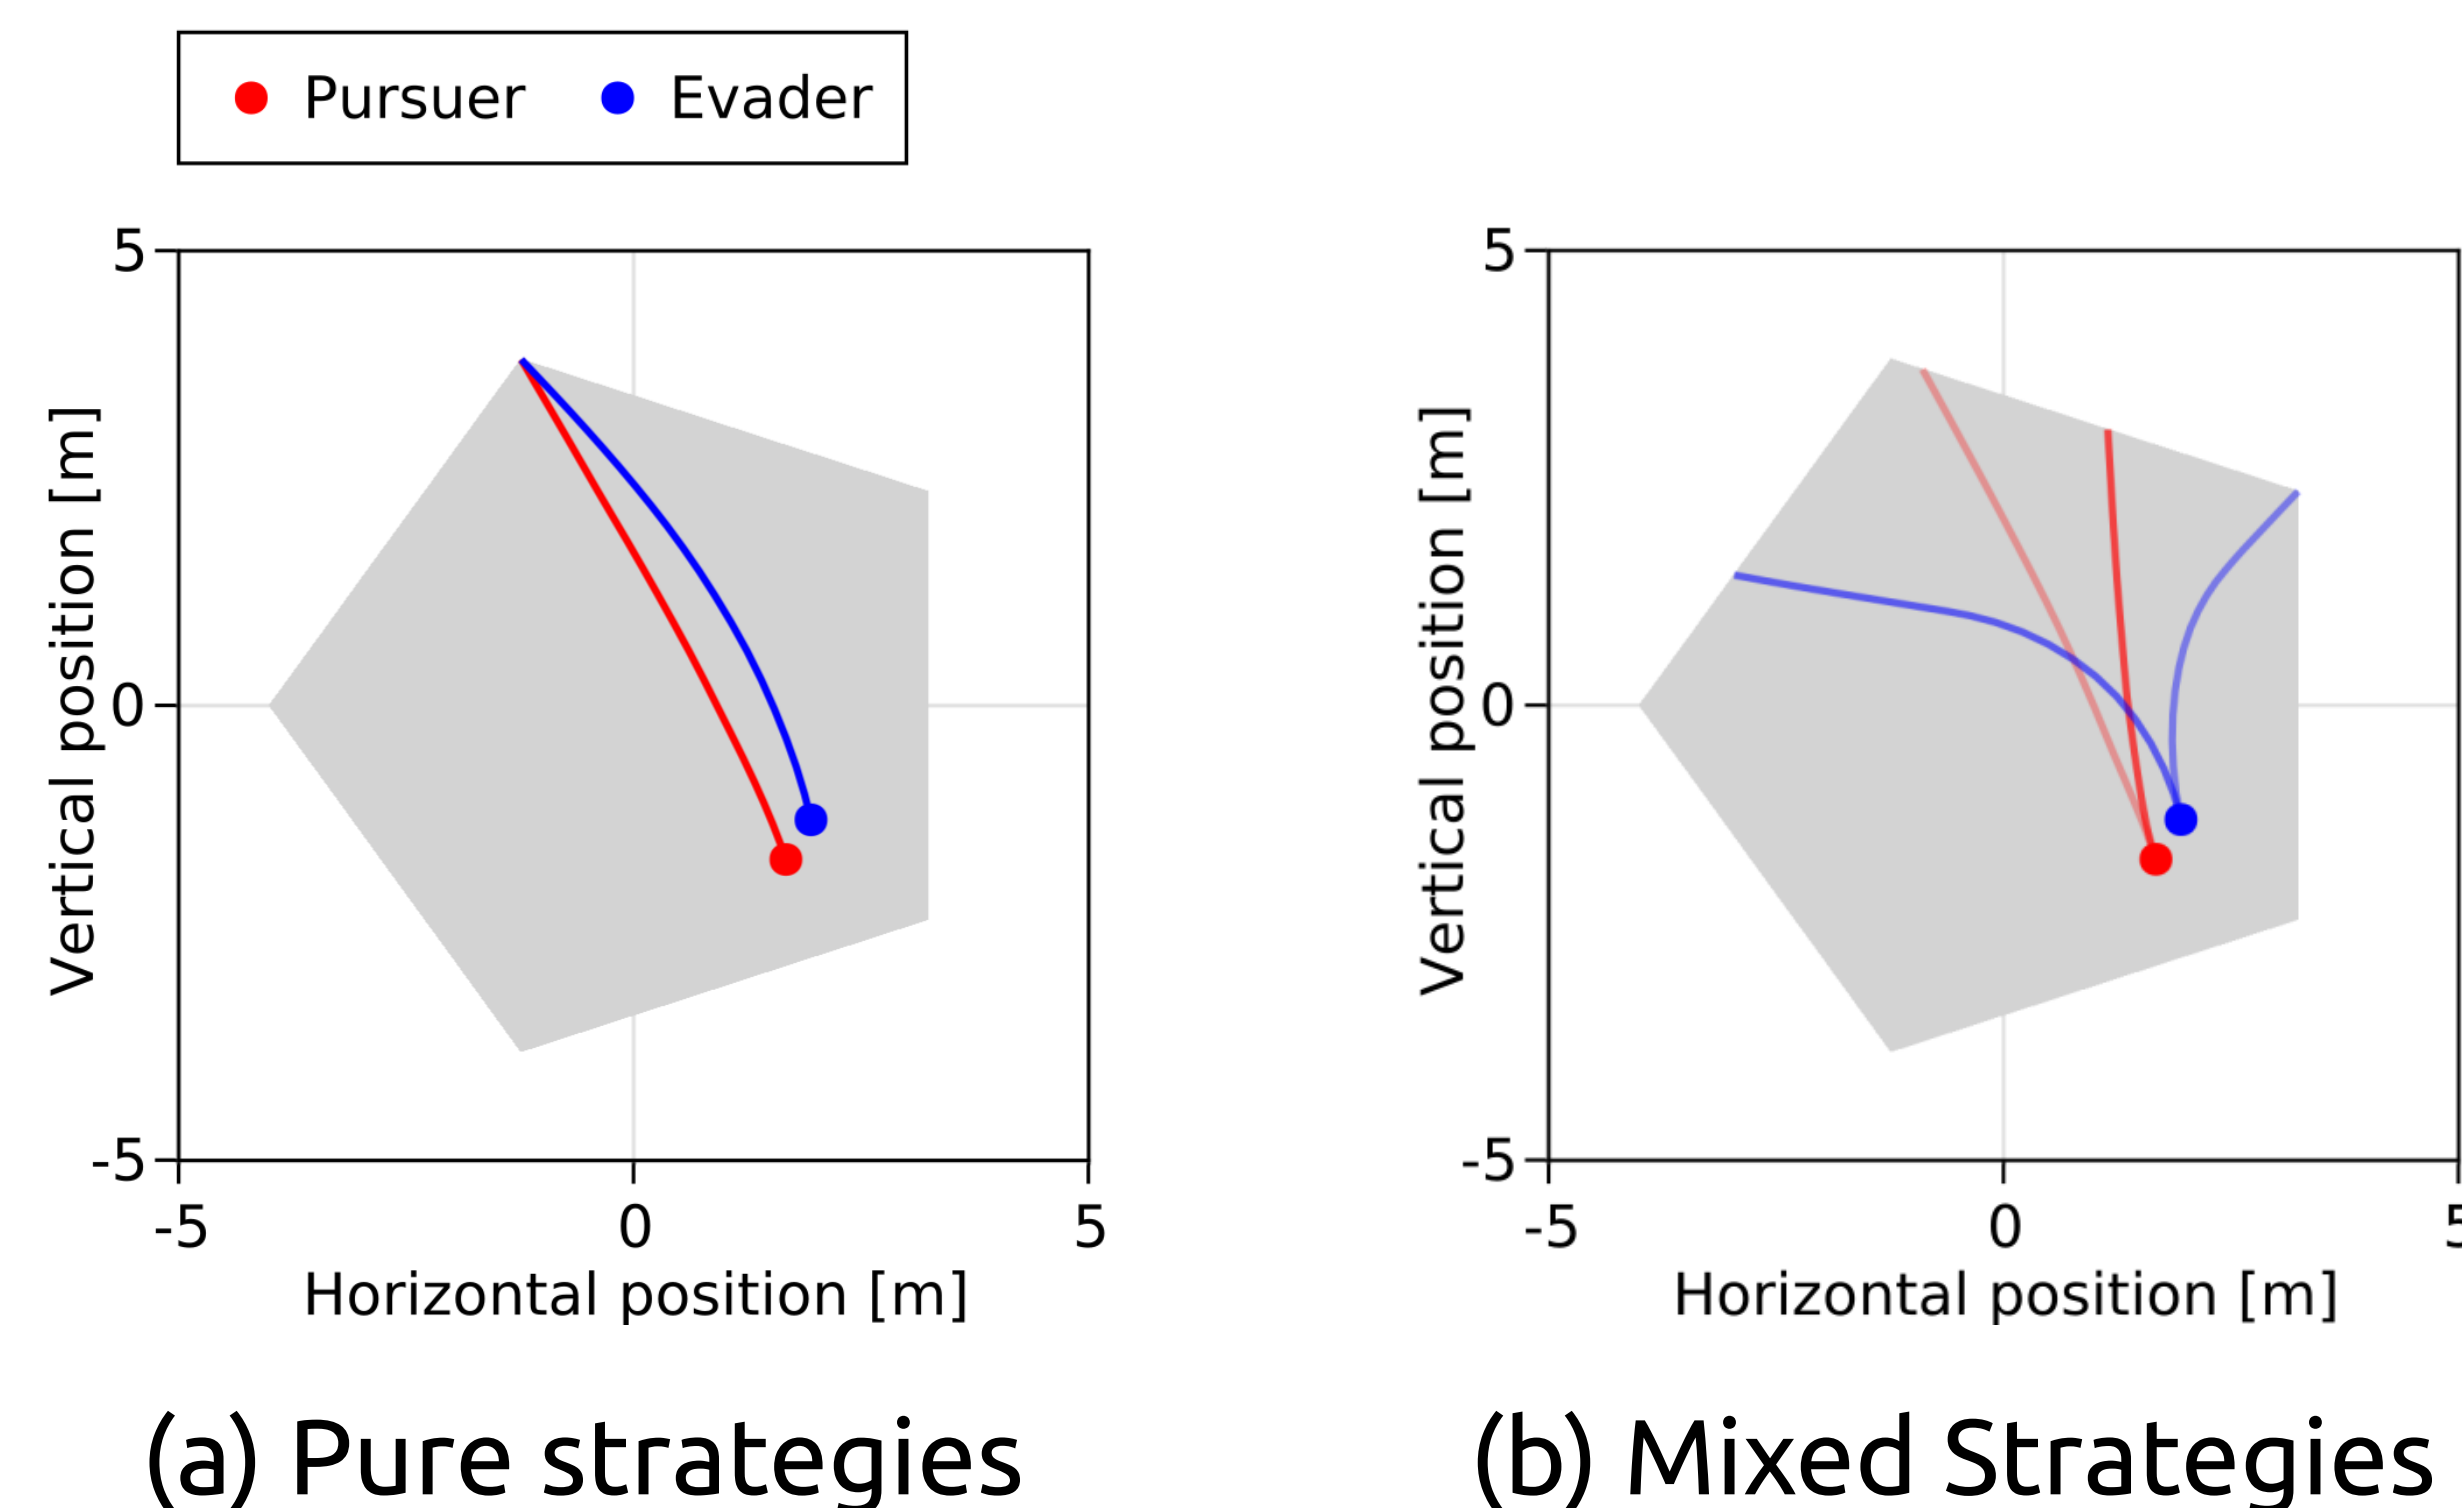 Pursuer Evader
5
0
-5
Vertical position [m]
-5 0 5
Horizontal position [m]
(a) Pure strategies
5
0
-5
Vertical position [m]
-5 0 5
Horizontal position [m]
(b) Mixed Strategies